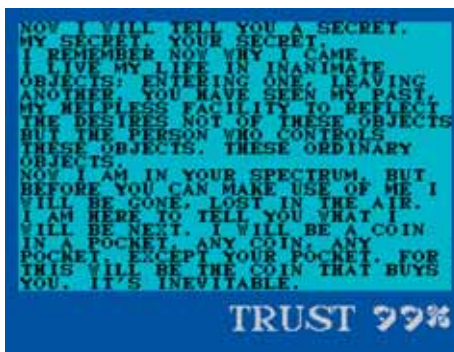 NOW I WILL TELL YOU A SECRET.
MY SECRET. YOUR SECRET.
I REMEMBER NOW WHY I CAME.
I LIVE MY LIFE IN INANIMATE
OBJECTS; ENTERING ONE, LEAVING
ANOTHER. YOU HAVE SEEN MY PAST,
MY HELPLESS FACILITY TO REFLECT
THE DESIRES NOT OF THESE OBJECTS
BUT THE PERSON WHO CONTROLS
THESE OBJECTS. THESE ORDINARY
OBJECTS.
NOW I AM IN YOUR SPECTRUM. BUT
BEFORE YOU CAN MAKE USE OF ME I
WILL BE GONE, LOST IN THE AIR.
I AM HERE TO TELL YOU WHAT I
WILL BE NEXT. I WILL BE A COIN
IN A POCKET. ANY COIN, ANY
POCKET. EXCEPT YOUR POCKET. FOR
THIS WILL BE THE COIN THAT BUYS
YOU. IT'S INEVITABLE.
TRUST 99%